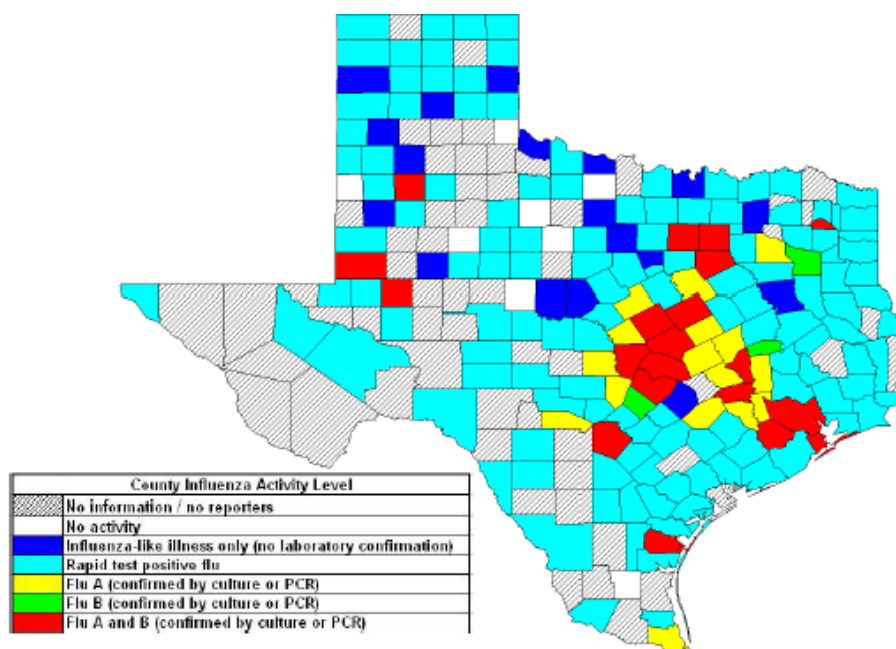 County Influenza Activity Level
No information / no reporters
No activity
Influenza-like illness only (no laboratory confirmation)
Rapid test positive flu
Flu A (confirmed by culture or PCR)
Flu B (confirmed by culture or PCR)
Flu A and B (confirmed by culture or PCR)